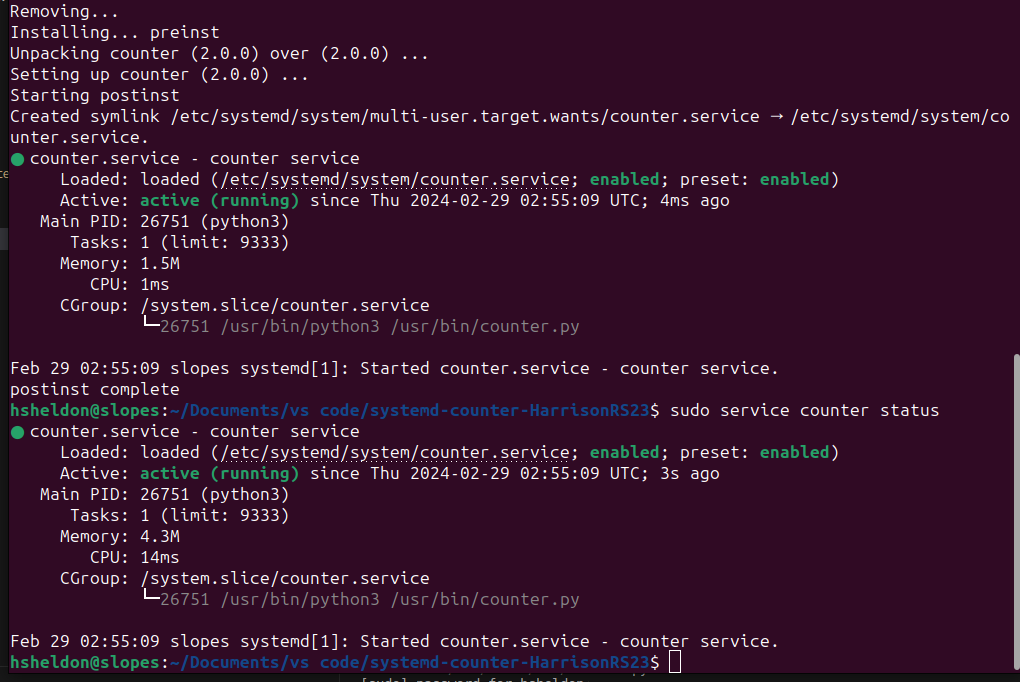 Removing...
Installing... preinst
Unpacking counter (2.0.0) over (2.0.0) ...
Setting up counter (2.0.0) ...
Starting postinst
Created symlink /etc/systemd/system/multi-user.target.wants/counter.service → /etc/systemd/system/co
unter.service.
● counter.service - counter service
Loaded: loaded (/etc/systemd/system/counter.service; enabled; preset: enabled)
Active: active (running) since Thu 2024-02-29 02:55:09 UTC; 4ms ago
Main PID: 26751 (python3)
Tasks: 1 (limit: 9333)
Memory: 1.5M
CPU: 1ms
CGroup: /system.slice/counter.service
└─26751 /usr/bin/python3 /usr/bin/counter.py
Feb 29 02:55:09 slopes systemd[1]: Started counter.service - counter service.
postinst complete
hsheldon@slopes:~/Documents/vs code/systemd-counter-HarrisonRS23$ sudo service counter status
● counter.service - counter service
Loaded: loaded (/etc/systemd/system/counter.service; enabled; preset: enabled)
Active: active (running) since Thu 2024-02-29 02:55:09 UTC; 3s ago
Main PID: 26751 (python3)
Tasks: 1 (limit: 9333)
Memory: 4.3M
CPU: 14ms
CGroup: /system.slice/counter.service
└─26751 /usr/bin/python3 /usr/bin/counter.py
Feb 29 02:55:09 slopes systemd[1]: Started counter.service - counter service.
hsheldon@slopes:~/Documents/vs code/systemd-counter-HarrisonRS23$